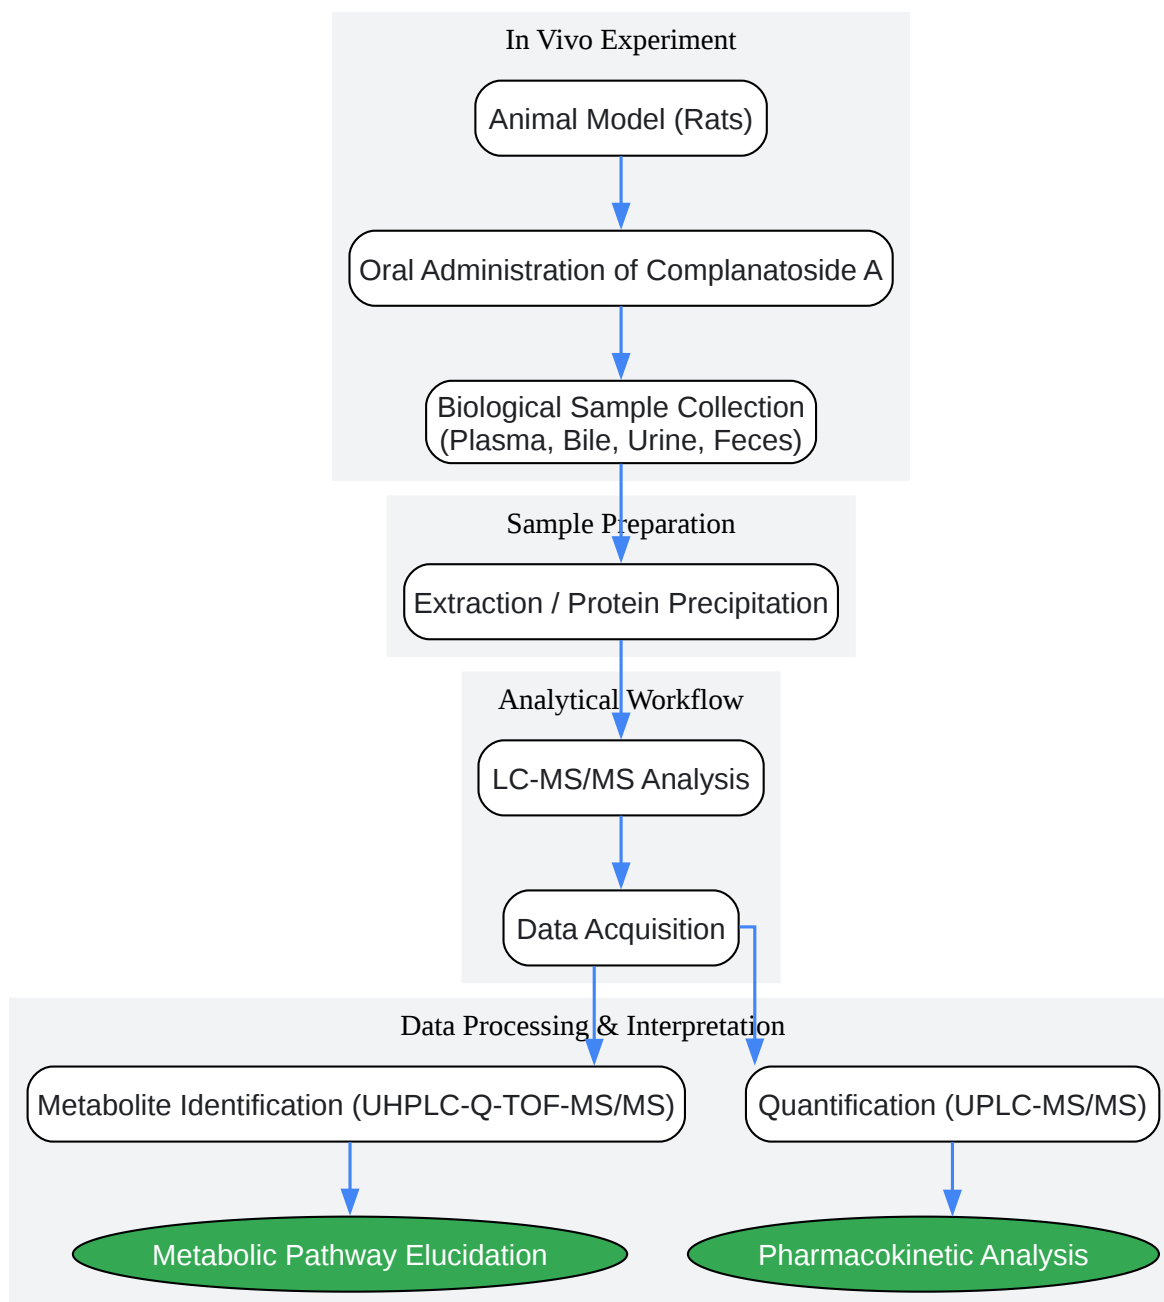 In Vivo Experiment
Animal Model (Rats)
Oral Administration of Complanatoside A
Biological Sample Collection
(Plasma, Bile, Urine, Feces)
Sample Preparation
Extraction / Protein Precipitation
Analytical Workflow
LC-MS/MS Analysis
Data Acquisition
Data Processing & Interpretation
Metabolite Identification (UHPLC-Q-TOF-MS/MS)
Quantification (UPLC-MS/MS)
Metabolic Pathway Elucidation
Pharmacokinetic Analysis